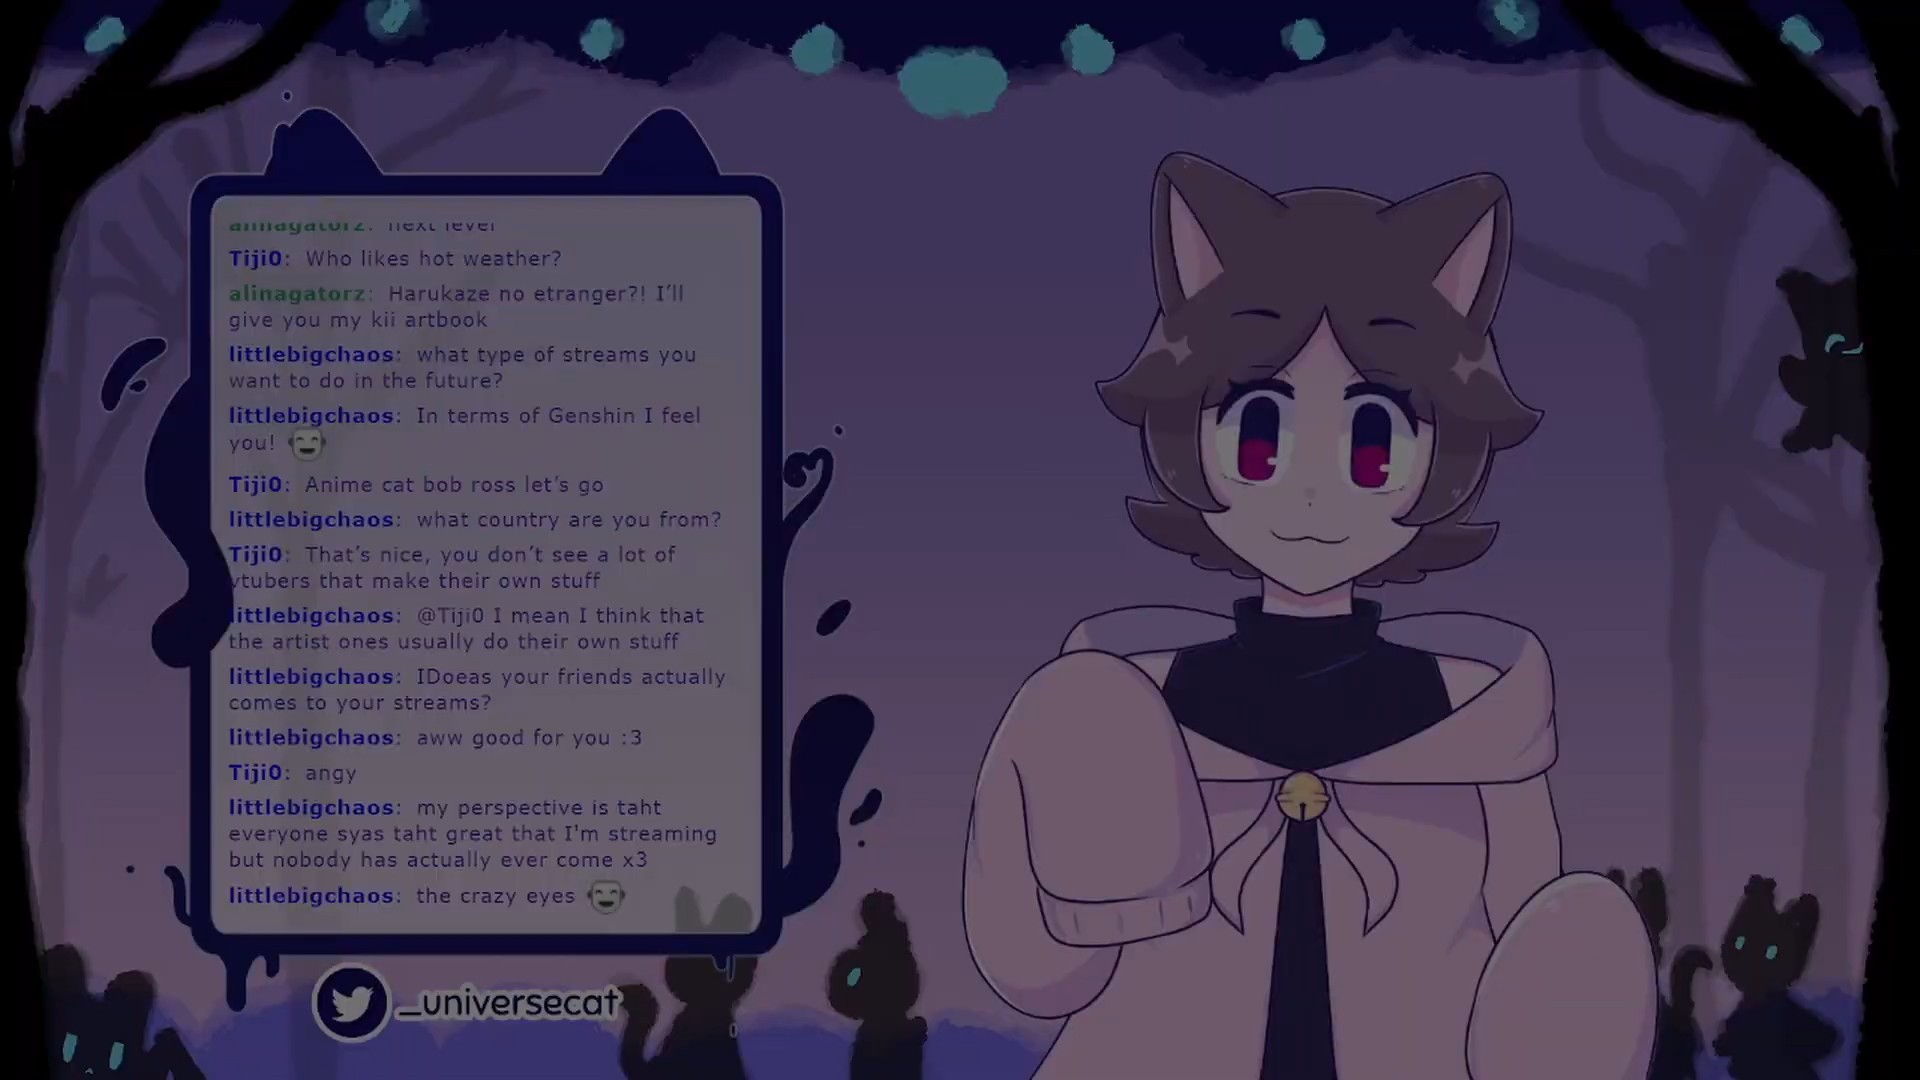 alinagatorz: next level
Tiji0: Who likes hot weather?
alinagatorz: Harukaze no etranger?! I'll
give you my kii artbook
littlebigchaos: what type of streams you
want to do in the future?
littlebigchaos: In terms of Genshin I feel
you!
Tiji0: Anime cat bob ross let's go
littlebigchaos: what country are you from?
Tiji0: That's nice, you don't see a lot of
vtubers that make their own stuff
littlebigchaos: @Tiji0 I mean I think that
the artist ones usually do their own stuff
littlebigchaos: IDoeas your friends actually
comes to your streams?
littlebigchaos: aww good for you :3
Tiji0: angy
littlebigchaos: my perspective is taht
everyone syas taht great that I'm streaming
but nobody has actually ever come x3
littlebigchaos: the crazy eyes
_universecat